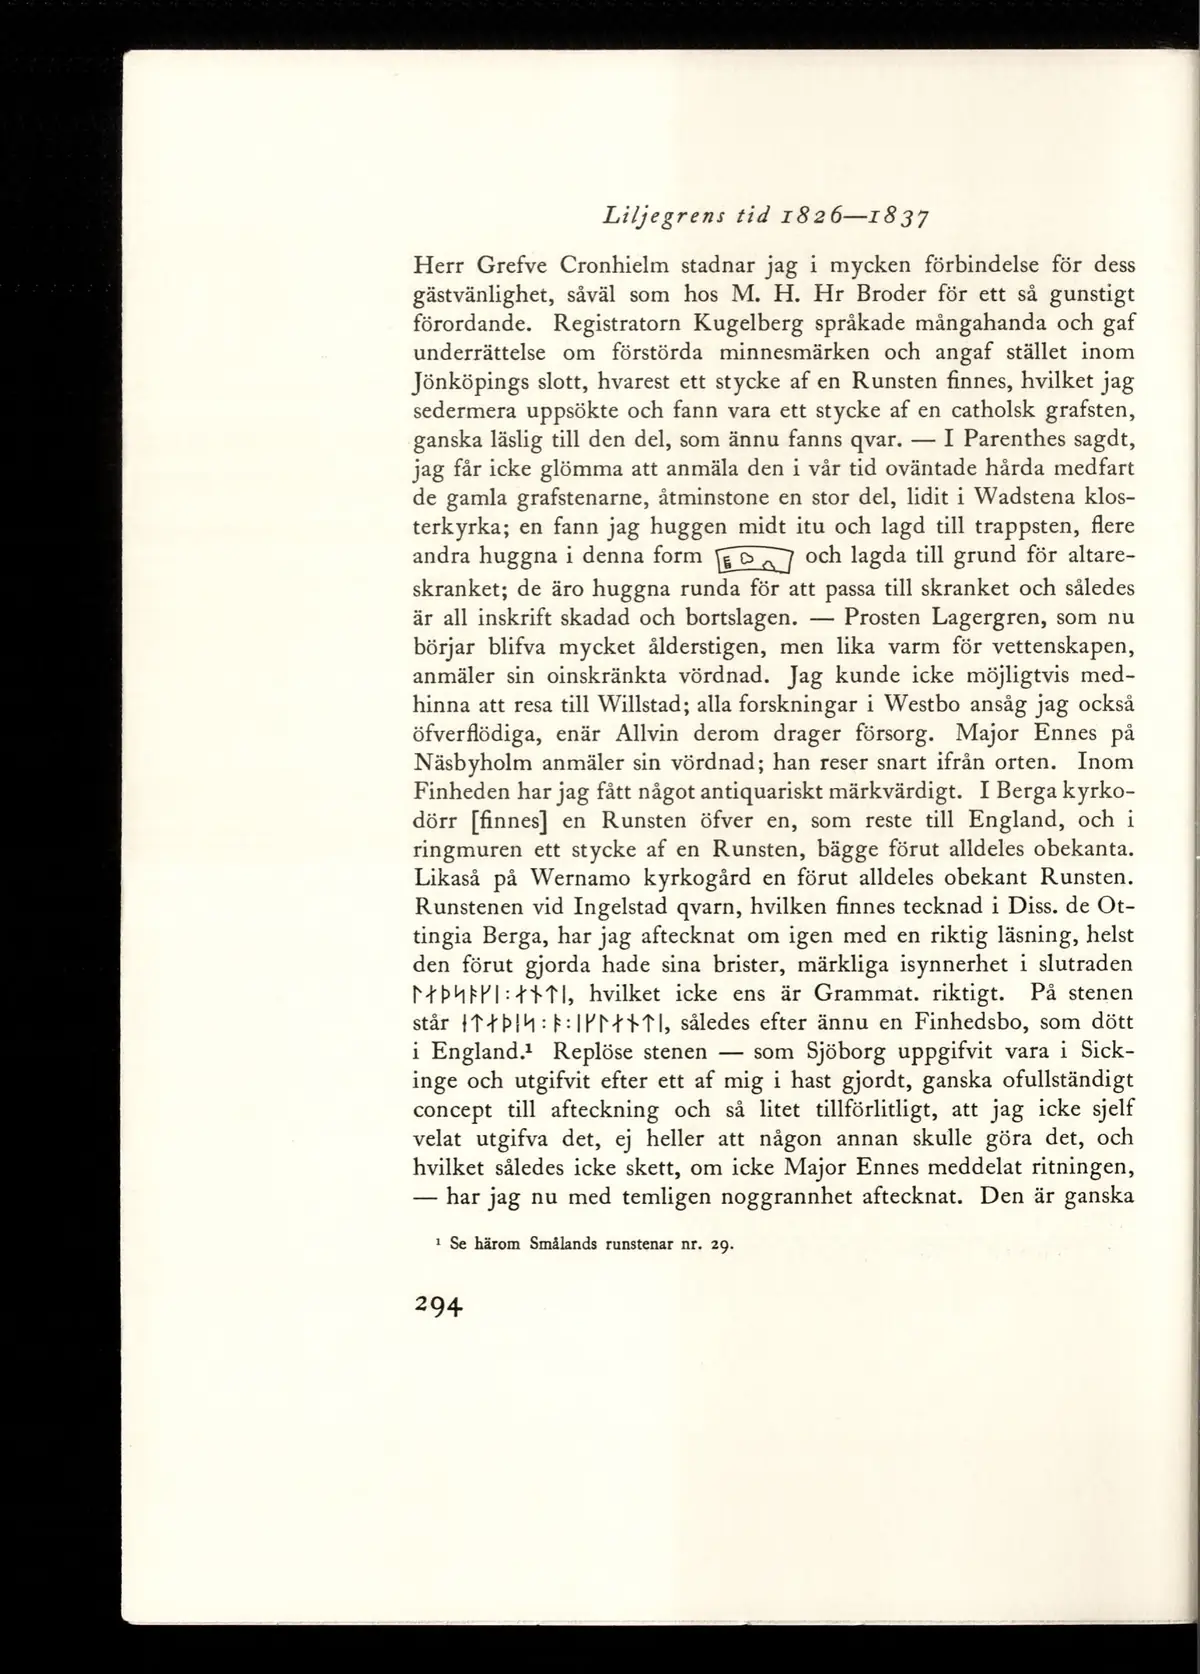 Liljegrens tid 1826—1837
Herr Grefve Cronhielm stadnar jag i mycken förbindelse för dess
gästvänlighet, såväl som hos M. H. Hr Broder för ett så gunstigt
förordande. Registratorn Kugelberg språkade mångahanda och gaf
underrättelse om förstörda minnesmärken och angaf stället inom
Jönköpings slott, hvarest ett stycke af en Runsten finnes, hvilket jag
sedermera uppsökte och fann vara ett stycke af en catholsk grafsten,
ganska läslig till den del, som ännu fanns qvar. — I Parenthes sagdt,
jag får icke glömma att anmäla den i vår tid oväntade hårda medfart
de gamla grafstenarne, åtminstone en stor del, lidit i Wadstena klos-
terkyrka; en fann jag huggen midt itu och lagd till trappsten, flere
andra huggna i denna form och lagda till grund för altare-
skranket; de äro huggna runda för att passa till skranket och således
är all inskrift skadad och bortslagen. — Prosten Lagergren, som nu
börjar blifva mycket ålderstigen, men lika varm för vettenskapen,
anmäler sin oinskränkta vördnad. Jag kunde icke möjligtvis med-
hinna att resa till Willstad; alla forskningar i Westbo ansåg jag också
öfverflödiga, enär Allvin derom drager försorg. Major Ennes på
Näsbyholm anmäler sin vördnad; han reser snart ifrån orten. Inom
Finheden har jag fått något antiquariskt märkvärdigt. I Berga kyrko-
dörr [finnes] en Runsten öfver en, som reste till England, och i
ringmuren ett stycke af en Runsten, bägge förut alldeles obekanta.
Likaså på Wernamo kyrkogård en förut alldeles obekant Runsten.
Runstenen vid Ingelstad qvarn, hvilken finnes tecknad i Diss. de Ot-
tingia Berga, har jag aftecknat om igen med en riktig läsning, helst
den förut gjorda hade sina brister, märkliga isynnerhet i slutraden
hvilket icke ens är Grammat. riktigt. På stenen
står således efter ännu en Finhedsbo, som dött
i England.¹ Replöse stenen — som Sjöborg uppgifvit vara i Sick-
inge och utgifvit efter ett af mig i hast gjordt, ganska ofullständigt
concept till afteckning och så litet tillförlitligt, att jag icke sjelf
velat utgifva det, ej heller att någon annan skulle göra det, och
hvilket således icke skett, om icke Major Ennes meddelat ritningen,
— har jag nu med temligen noggrannhet aftecknat. Den är ganska
¹ Se härom Smålands runstenar nr. 29.
294